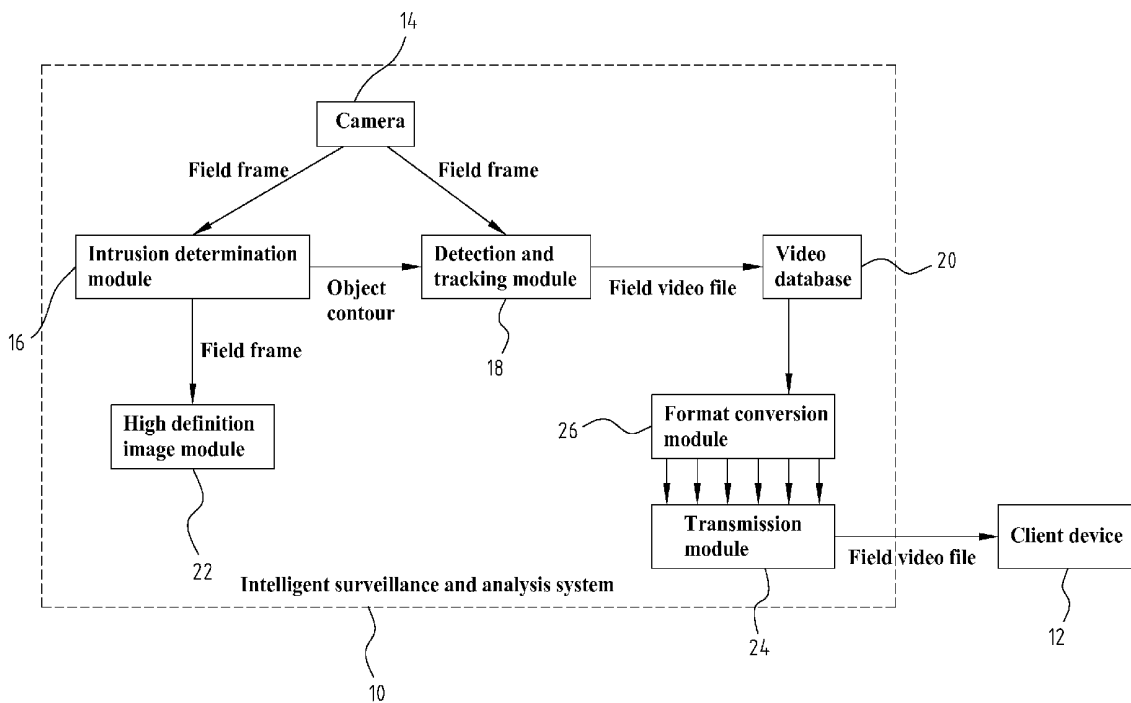 14
Camera
Field frame
Field frame
Intrusion determination
module
Detection and
tracking module
Video
database
20
Object
contour
Field video file
16
18
Field frame
High definition
image module
26
Format conversion
module
Transmission
module
Client device
Field video file
22
Intelligent surveillance and analysis system
24
12
10